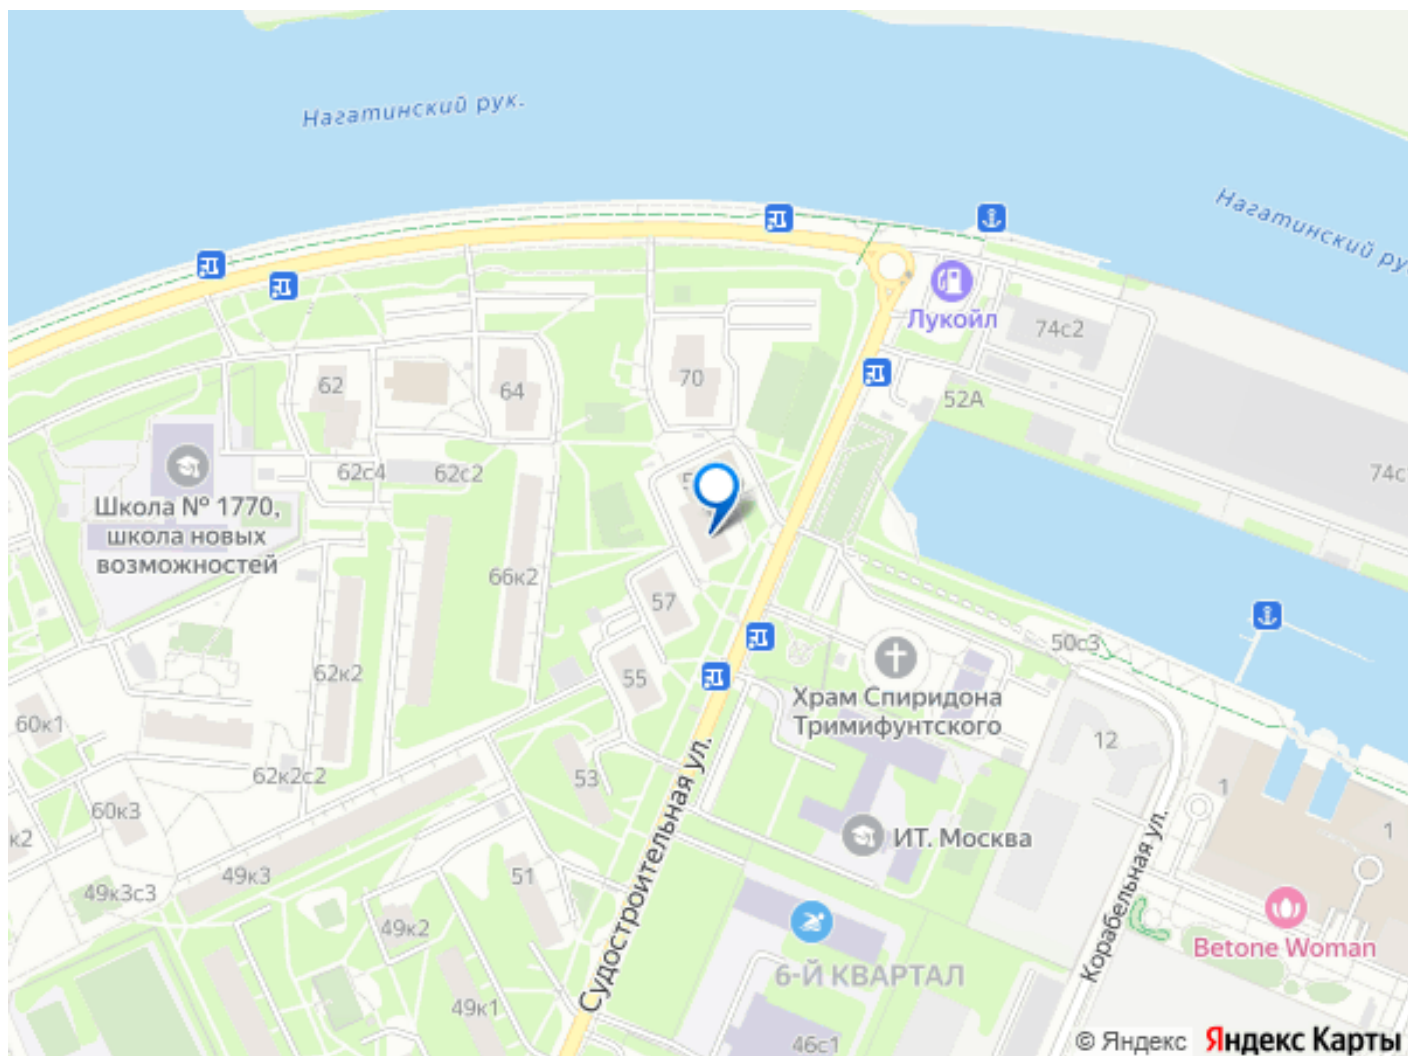 Нагатинский рук.
Нагатинский рук.
Лукойл
74с2
62
64
70
52А
74с
62с4
62с2
Школа № 1770,
школа новых
возможностей
66к2
57
50с3
62к2
55
Храм Спиридона
Тримифунтского
60к1
12
62к2с2
53
1
60к3
Судостроительная ул.
Корабельная ул.
к2
ИТ. Москва
1
49к3
49к3с3
51
49к2
Betone Woman
6-Й КВАРТАЛ
49к1
46с1
© Яндекс Яндекс Карты